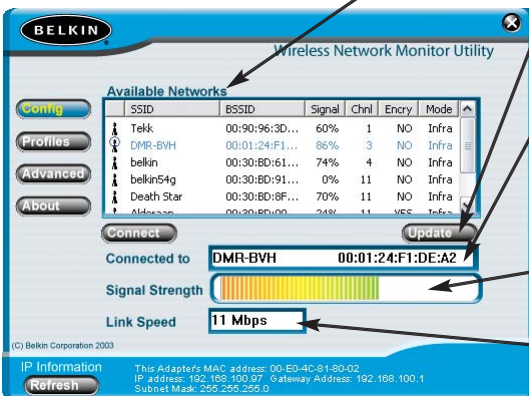 BELKIN
Wireless Network Monitor Utility
Available Networks
SSID BSSID Signal Chnl Encry Mode
Tekk 00:90:96:3D... 60% 1 NO Infra
DMR-BVH 00:01:24:F1... 86% 3 NO Infra
belkin 00:30:BD:61... 74% 4 NO Infra
belkin54g 00:30:BD:91... 0% 11 NO Infra
Death Star 00:30:BD:8F... 70% 11 NO Infra
Config
Profiles
Advanced
About
Connect Update
Connected to DMR-BVH 00:01:24:F1:DE:A2
Signal Strength
Link Speed 11 Mbps
(C) Belkin Corporation 2003
IP Information
Refresh
This Adapter's MAC address: 00-E0-4C-81-80-02
IP address: 192.168.100.97 Gateway Address: 192.168.100.1
Subnet Mask: 255.255.255.0